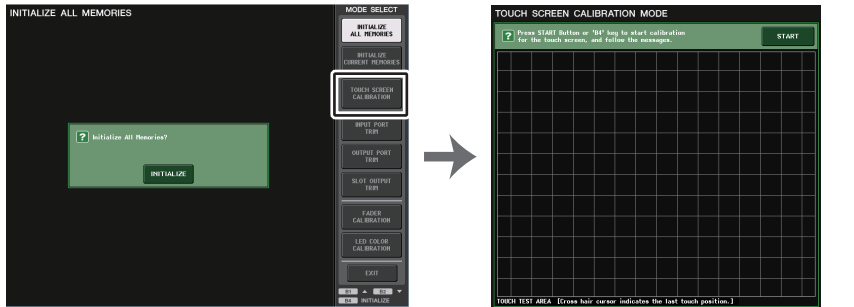 INITIALIZE ALL MEMORIES
MODE SELECT
INITIALIZE
ALL MEMORIES
INITIALIZE
CURRENT MEMORIES
TOUCH SCREEN
CALIBRATION
INPUT PORT
TRIM
OUTPUT PORT
TRIM
SLOT OUTPUT
TRIM
FADER
CALIBRATION
LED COLOR
CALIBRATION
EXIT
B1 ▲ B2 ▼
B4 INITIALIZE
? Initialize All Memories?
INITIALIZE
TOUCH SCREEN CALIBRATION MODE
? Press START Button or 'B4' key to start calibration
for the touch screen, and follow the messages.
START
TOUCH TEST AREA [Cross hair cursor indicates the last touch position.]